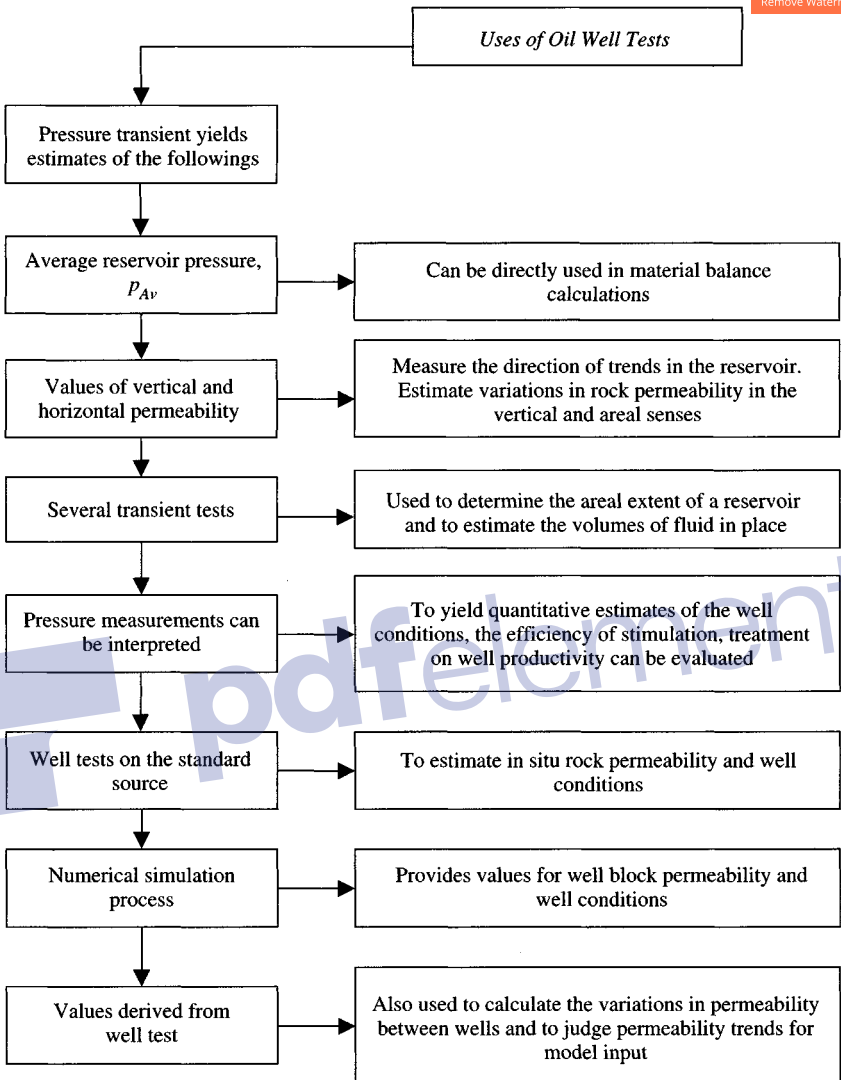 Remove Watern
Uses of Oil Well Tests
Pressure transient yields
estimates of the followings
Average reservoir pressure,
pAv
Can be directly used in material balance
calculations
Values of vertical and
horizontal permeability
Measure the direction of trends in the reservoir.
Estimate variations in rock permeability in the
vertical and areal senses
Several transient tests
Used to determine the areal extent of a reservoir
and to estimate the volumes of fluid in place
Pressure measurements can
be interpreted
To yield quantitative estimates of the well
conditions, the efficiency of stimulation, treatment
on well productivity can be evaluated
pdfelement
Well tests on the standard
source
To estimate in situ rock permeability and well
conditions
Numerical simulation
process
Provides values for well block permeability and
well conditions
Values derived from
well test
Also used to calculate the variations in permeability
between wells and to judge permeability trends for
model input